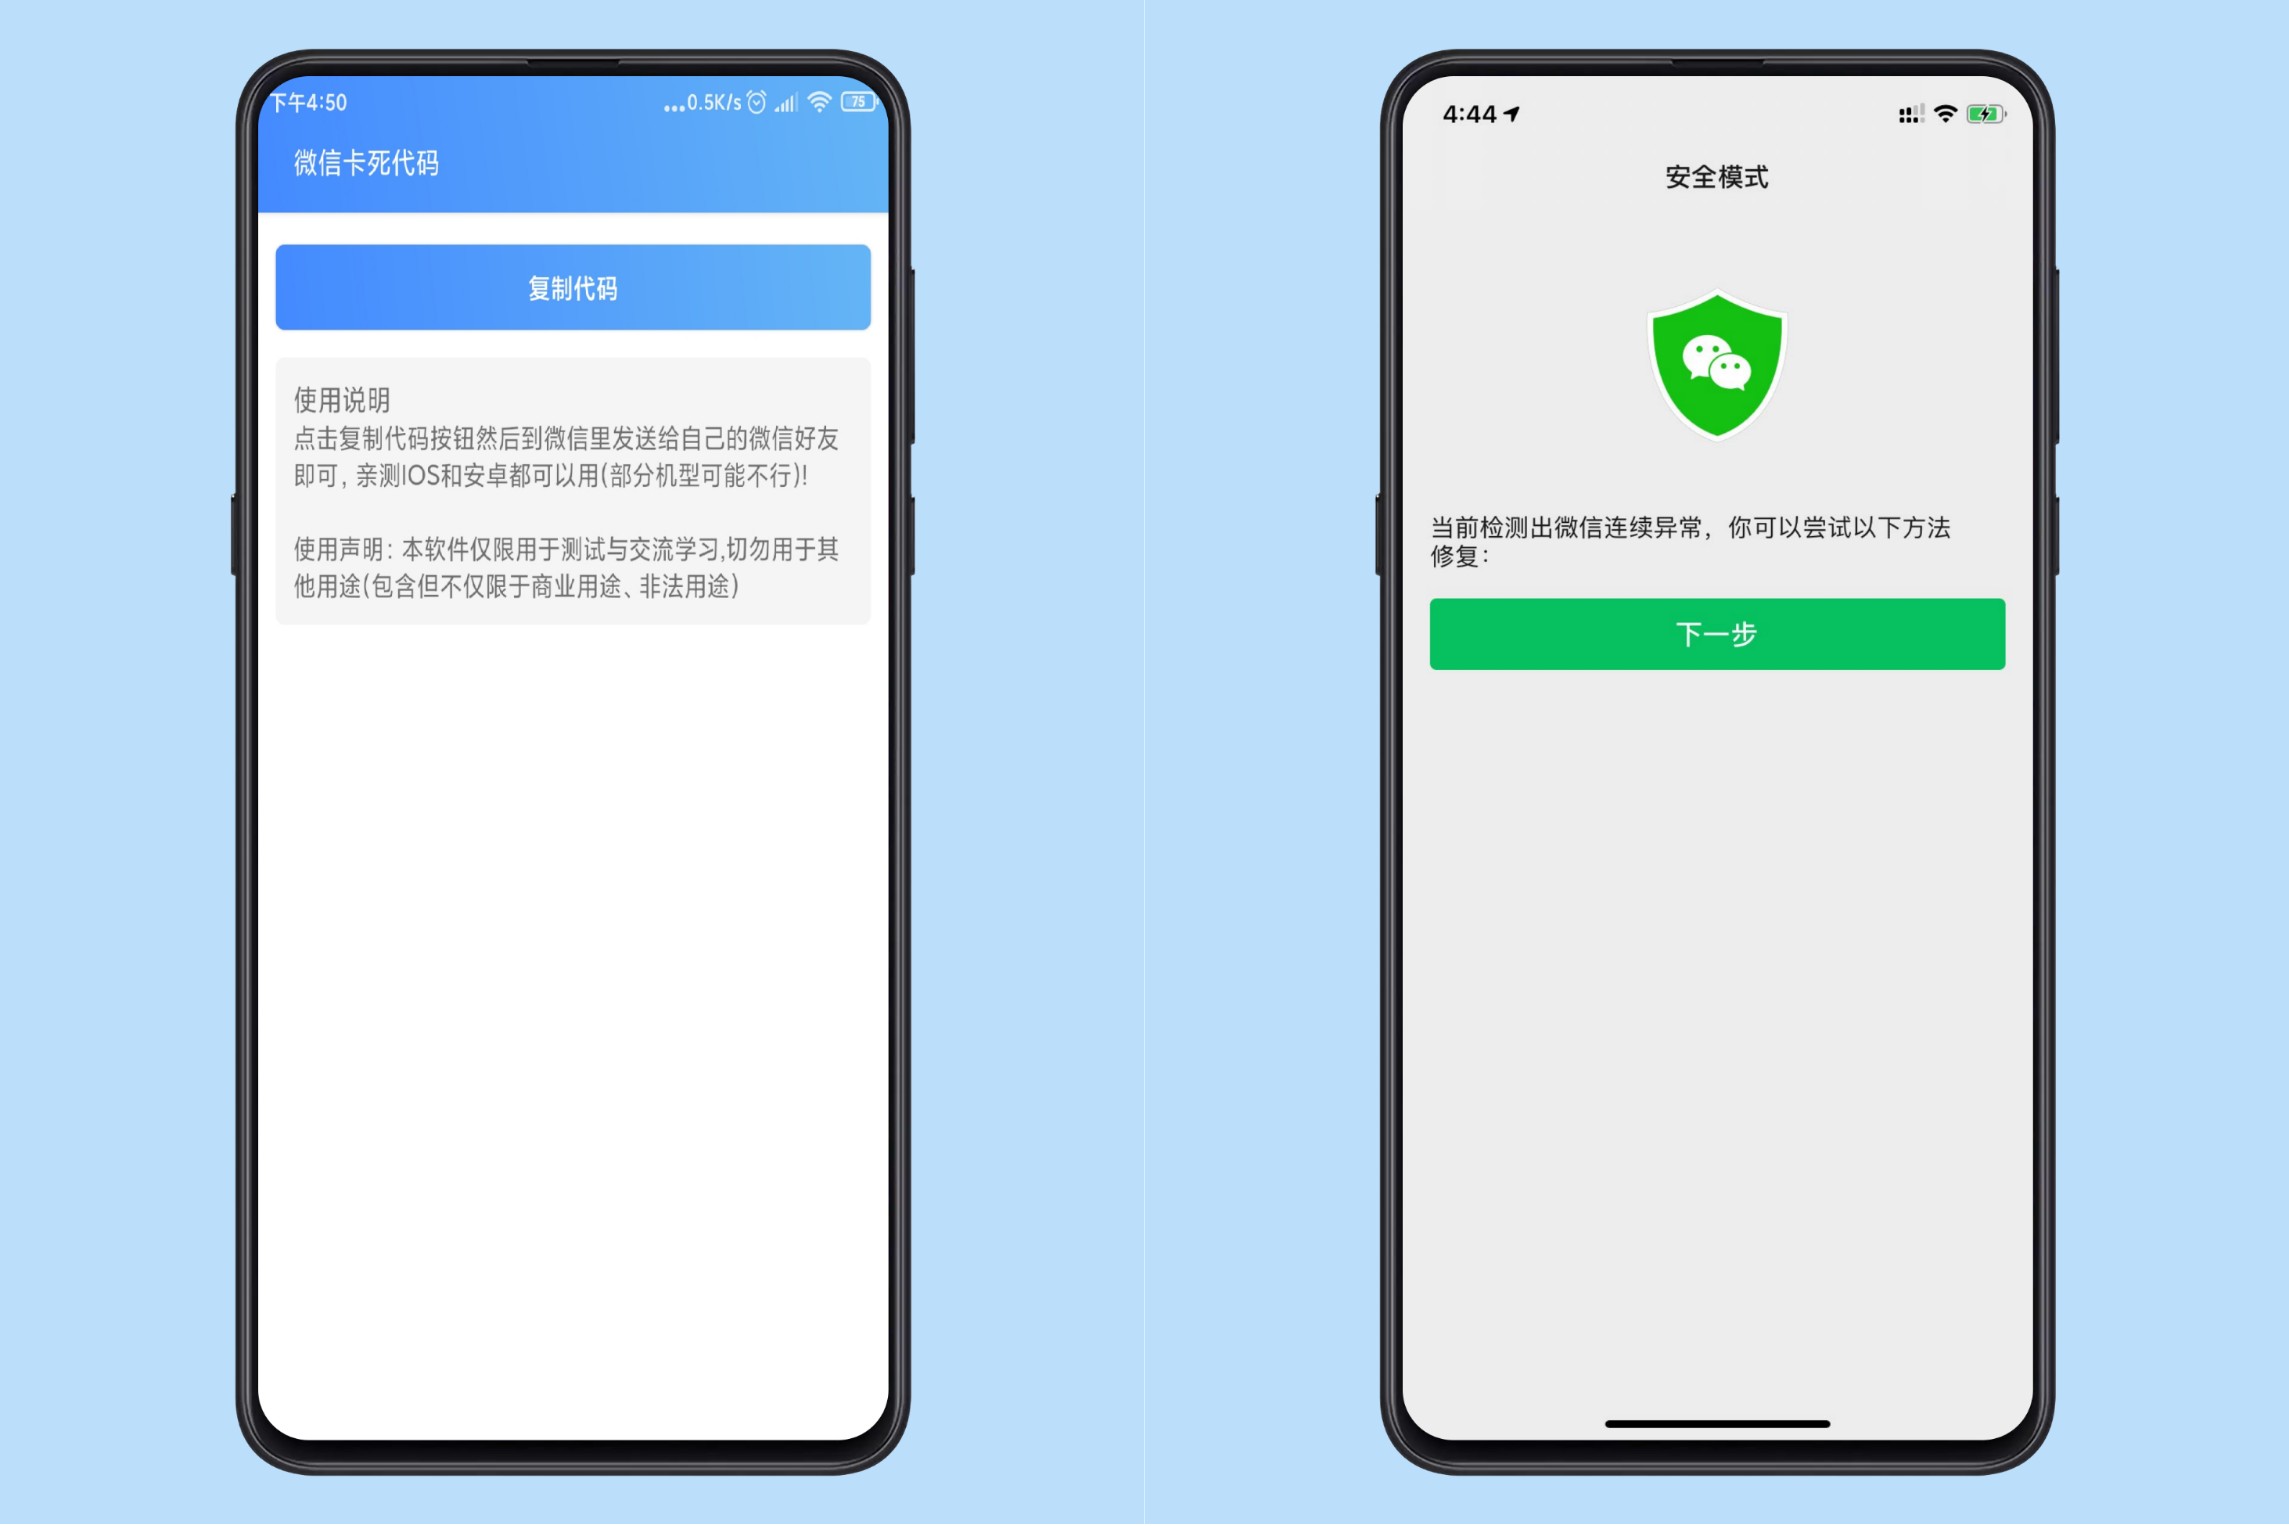 下午4:50
...0.5K/s
75
微信卡死代码
复制代码
使用说明
点击复制代码按钮然后到微信里发送给自己的微信好友
即可，亲测IOS和安卓都可以用(部分机型可能不行)!
使用声明：本软件仅限用于测试与交流学习,切勿用于其
他用途(包含但不仅限于商业用途、非法用途)
4:44
安全模式
当前检测出微信连续异常，你可以尝试以下方法
修复：
下一步